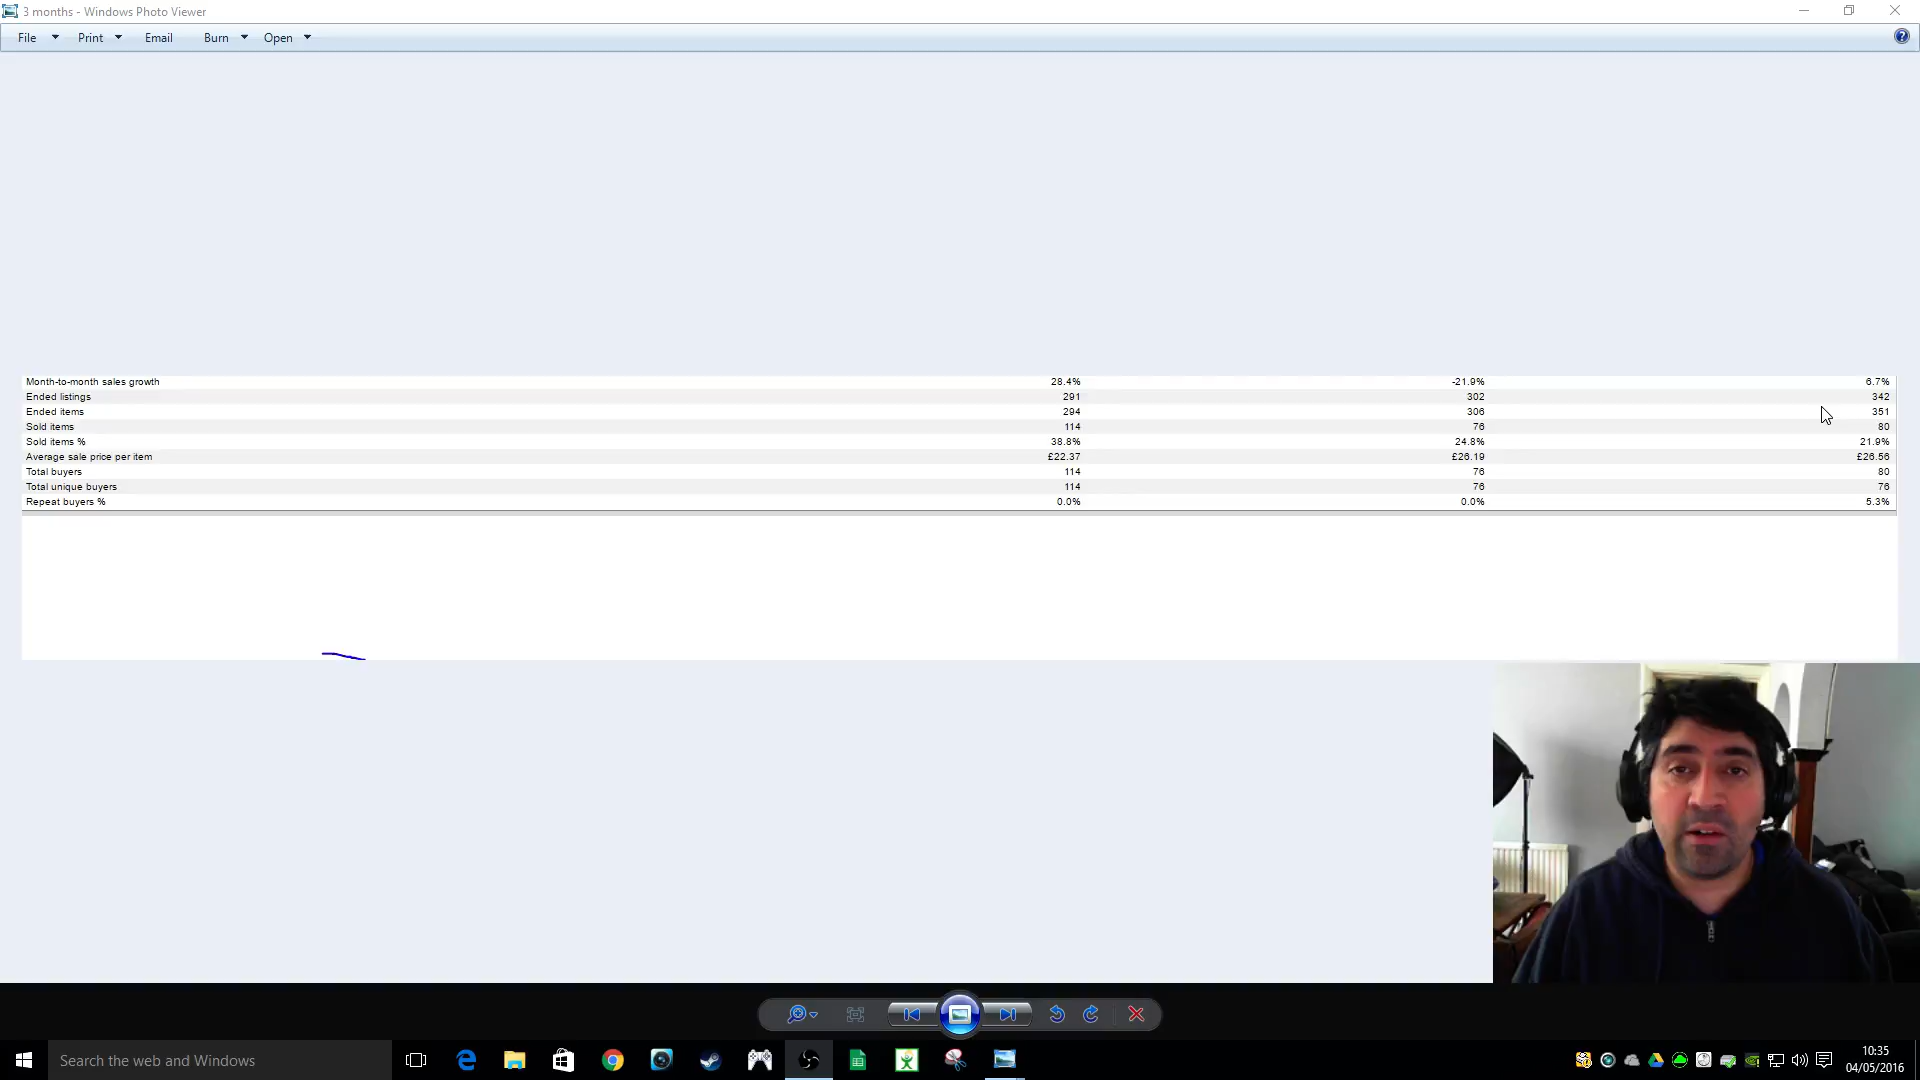 3 months - Windows Photo Viewer
File Print Email Burn Open
Month-to-month sales growth 28.4% -21.9% 6.7%
Ended listings 291 302 342
Ended items 294 306 351
Sold items 114 76 80
Sold items % 38.8% 24.8% 21.9%
Average sale price per item £22.37 £26.19 £26.56
Total buyers 114 76 80
Total unique buyers 114 76 76
Repeat buyers % 0.0% 0.0% 5.3%
Search the web and Windows
10:35
04/05/2016